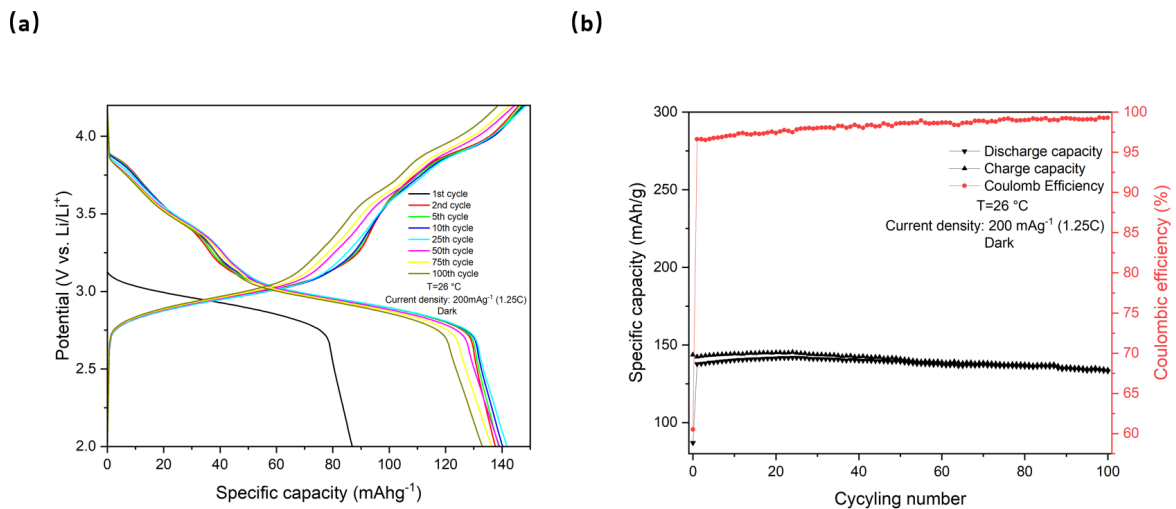 (a)
4.0
3.5
3.0
2.5
2.0
0
20
40
60
80
100
120
140
Potential (V vs. Li/Li+)
Specific capacity (mAhg-1)
1st cycle
2nd cycle
5th cycle
10th cycle
25th cycle
50th cycle
75th cycle
100th cycle
T=26 °C
Current density: 200mAg-1 (1.25C)
Dark
(b)
300
250
200
150
100
0
20
40
60
80
100
Specific capacity (mAh/g)
Cycyling number
Discharge capacity
Charge capacity
Coulomb Efficiency
T=26 °C
Current density: 200 mAg-1 (1.25C)
Dark
100
95
90
85
80
75
70
65
60
Coulombic efficiency (%)